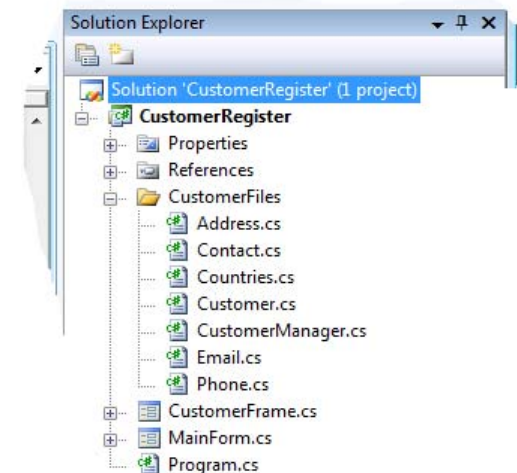 Solution Explorer
Solution 'CustomerRegister' (1 project)
CustomerRegister
Properties
References
CustomerFiles
Address.cs
Contact.cs
Countries.cs
Customer.cs
CustomerManager.cs
Email.cs
Phone.cs
CustomerFrame.cs
MainForm.cs
Program.cs